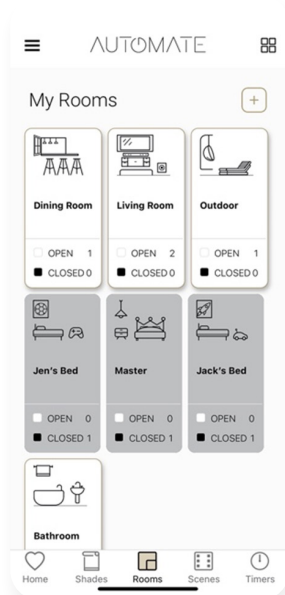 AUTOMATE
My Rooms
+
Dining Room
OPEN 1
CLOSED 0
Living Room
OPEN 2
CLOSED 0
Outdoor
OPEN 1
CLOSED 0
Jen's Bed
OPEN 0
CLOSED 1
Master
OPEN 0
CLOSED 1
Jack's Bed
OPEN 0
CLOSED 1
Bathroom
Home
Shades
Rooms
Scenes
Timers